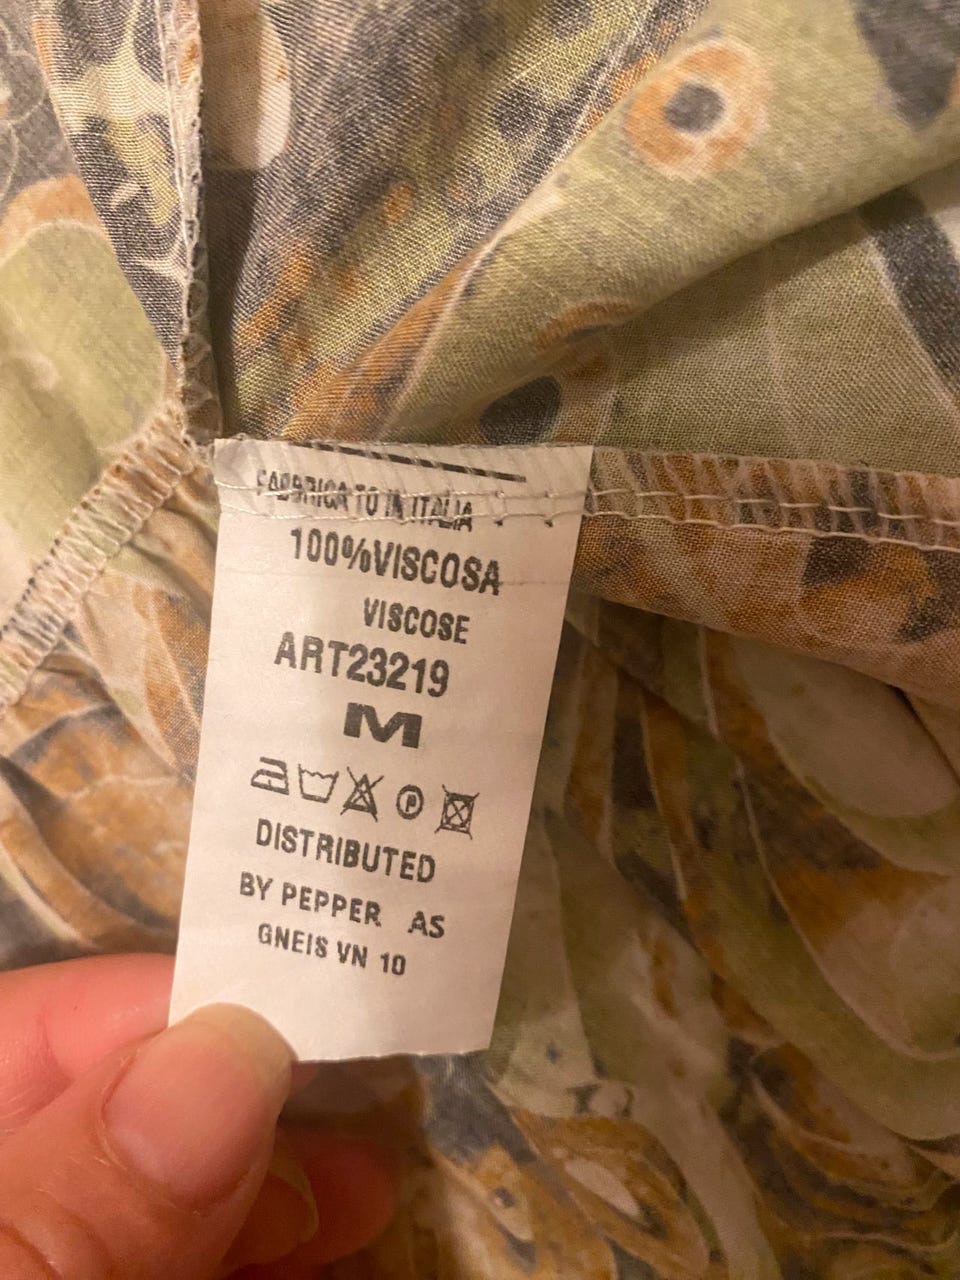 FABBRICATO IN ITALIA
100%VISCOSA
VISCOSE
ART23219
M
P
DISTRIBUTED
BY PEPPER AS
GNEIS VN 10